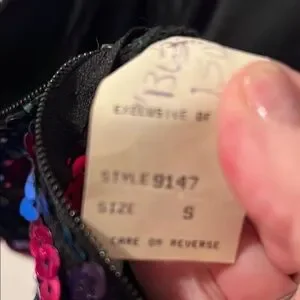 EXCLUSIVE OF
STYLE 9147
SIZE S
CARE ON REVERSE